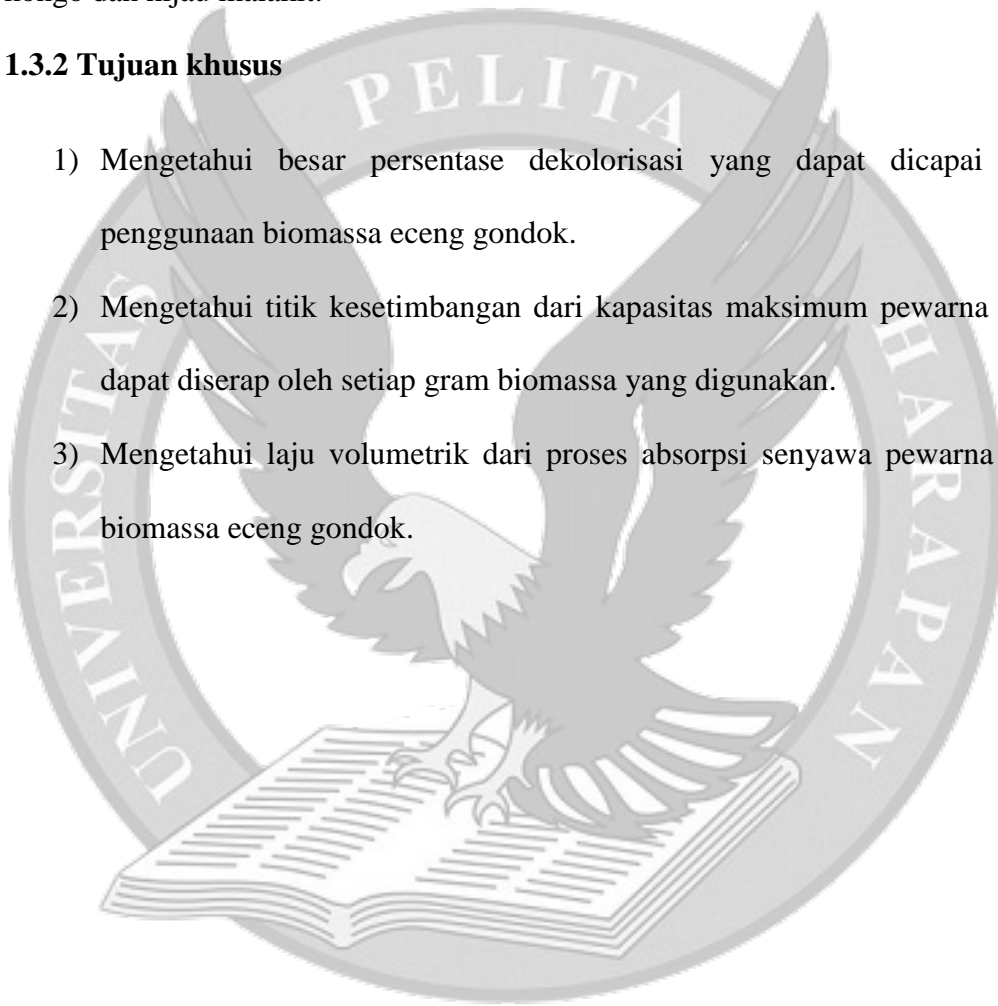 1.3.2 Tujuan khusus
PELITA
1) Mengetahui besar persentase dekolorisasi yang dapat dicapai
penggunaan biomassa eceng gondok.
2) Mengetahui titik kesetimbangan dari kapasitas maksimum pewarna
dapat diserap oleh setiap gram biomassa yang digunakan.
3) Mengetahui laju volumetrik dari proses absorpsi senyawa pewarna
biomassa eceng gondok.
UNIVERSITAS
HARAPAN